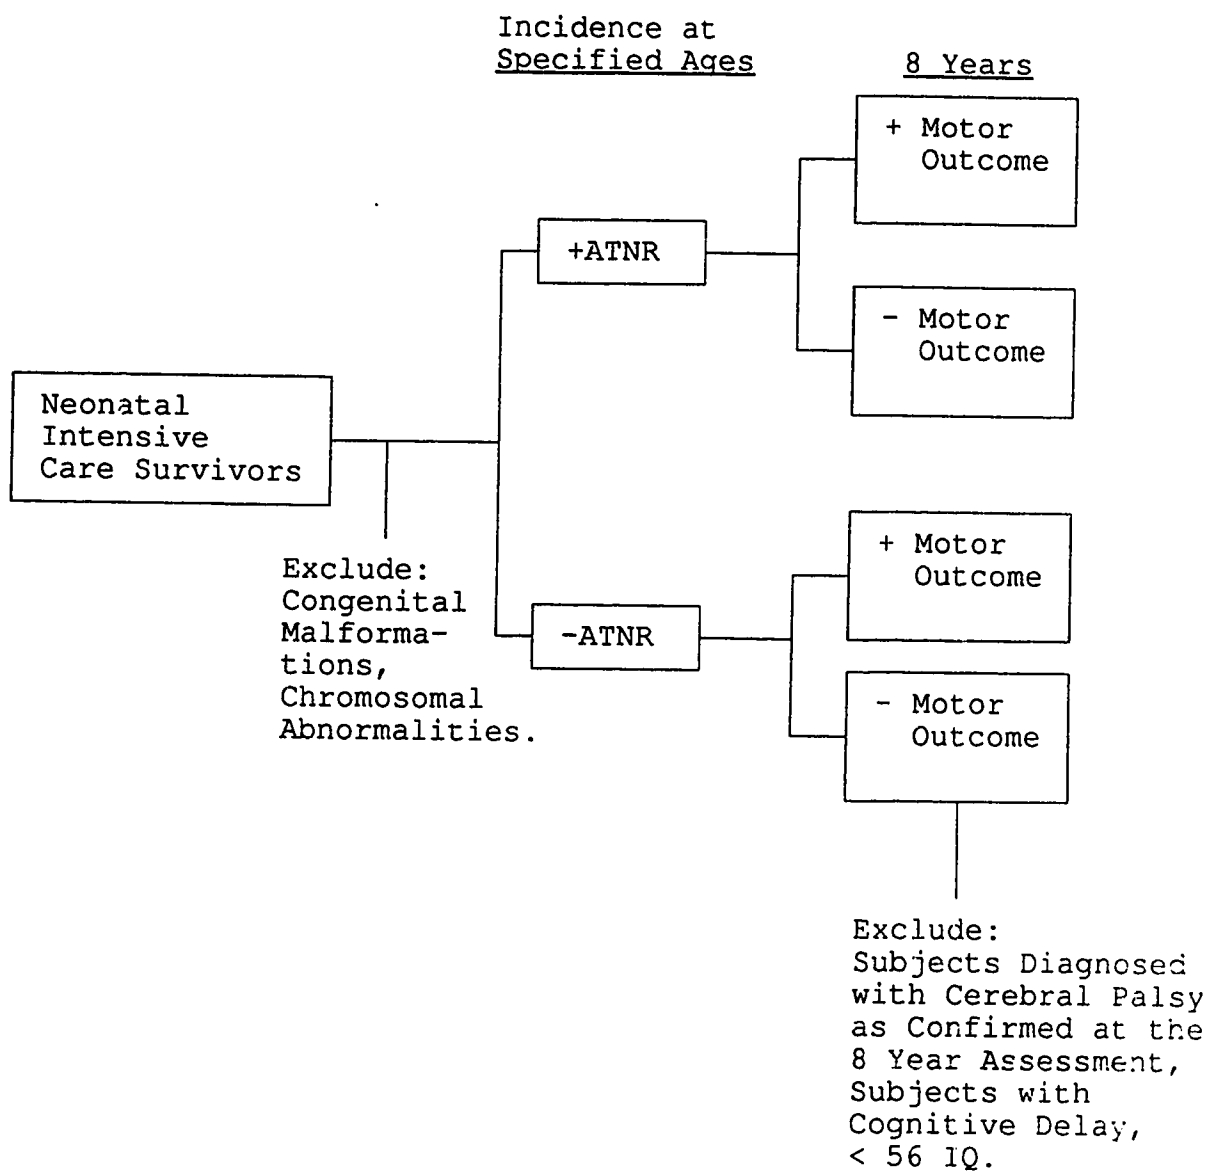 Incidence at
Specified Ages
8 Years
+ Motor
Outcome
+ATNR
- Motor
Outcome
Neonatal
Intensive
Care Survivors
Exclude:
Congenital
Malforma-
tions,
Chromosomal
Abnormalities.
-ATNR
+ Motor
Outcome
- Motor
Outcome
Exclude:
Subjects Diagnosed
with Cerebral Palsy
as Confirmed at the
8 Year Assessment,
Subjects with
Cognitive Delay,
< 56 IQ.